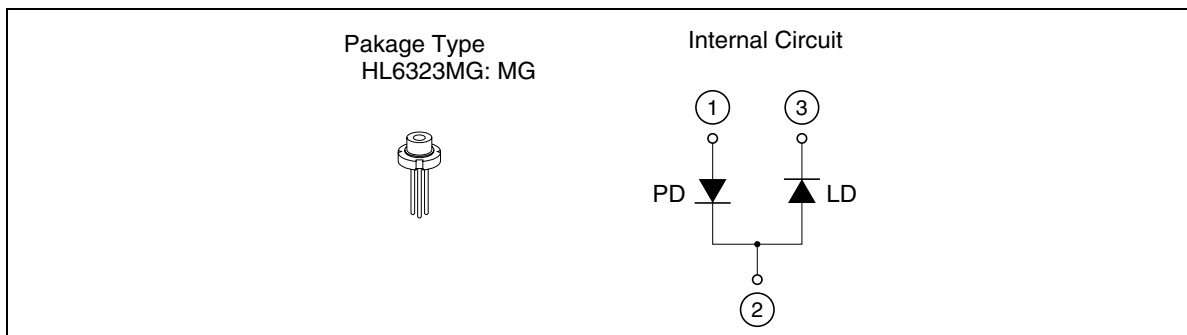 Pakage Type
HL6323MG: MG
Internal Circuit
1
3
PD
LD
2